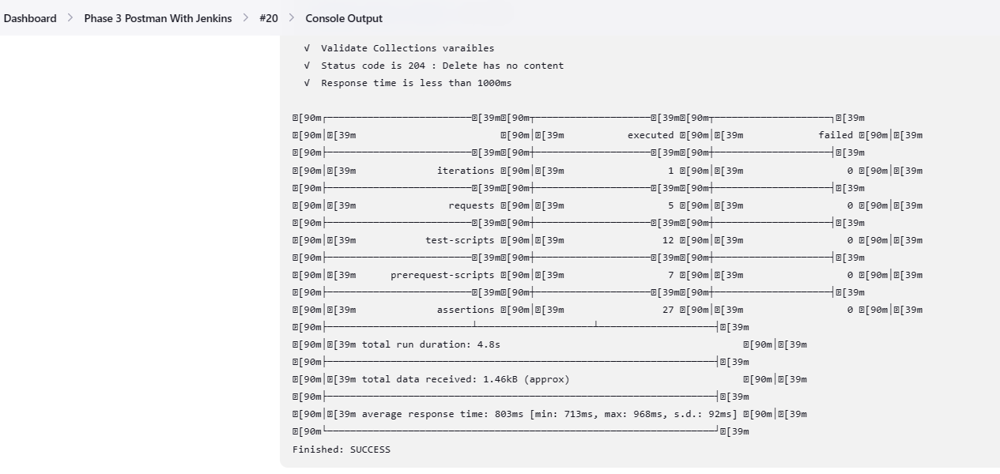 Dashboard > Phase 3 Postman With Jenkins > #20 > Console Output
√ Validate Collections varaibles
√ Status code is 204 : Delete has no content
√ Response time is less than 1000ms
[90m┌─────────────────────────[39m[90m┬────────────────────[39m[90m┬────────────────────┐[39m
[90m│[39m [90m│[39m executed [90m│[39m failed [90m│[39m
[90m├─────────────────────────[39m[90m┼────────────────────[39m[90m┼────────────────────┤[39m
[90m│[39m iterations [90m│[39m 1 [90m│[39m 0 [90m│[39m
[90m├─────────────────────────[39m[90m┼────────────────────[39m[90m┼────────────────────┤[39m
[90m│[39m requests [90m│[39m 5 [90m│[39m 0 [90m│[39m
[90m├─────────────────────────[39m[90m┼────────────────────[39m[90m┼────────────────────┤[39m
[90m│[39m test-scripts [90m│[39m 12 [90m│[39m 0 [90m│[39m
[90m├─────────────────────────[39m[90m┼────────────────────[39m[90m┼────────────────────┤[39m
[90m│[39m prerequest-scripts [90m│[39m 7 [90m│[39m 0 [90m│[39m
[90m├─────────────────────────[39m[90m┼────────────────────[39m[90m┼────────────────────┤[39m
[90m│[39m assertions [90m│[39m 27 [90m│[39m 0 [90m│[39m
[90m├─────────────────────────┴────────────────────┴────────────────────┤[39m
[90m│[39m total run duration: 4.8s [90m│[39m
[90m├───────────────────────────────────────────────────────────────────┤[39m
[90m│[39m total data received: 1.46kB (approx) [90m│[39m
[90m├───────────────────────────────────────────────────────────────────┤[39m
[90m│[39m average response time: 803ms [min: 713ms, max: 968ms, s.d.: 92ms] [90m│[39m
[90m└───────────────────────────────────────────────────────────────────┘[39m
Finished: SUCCESS